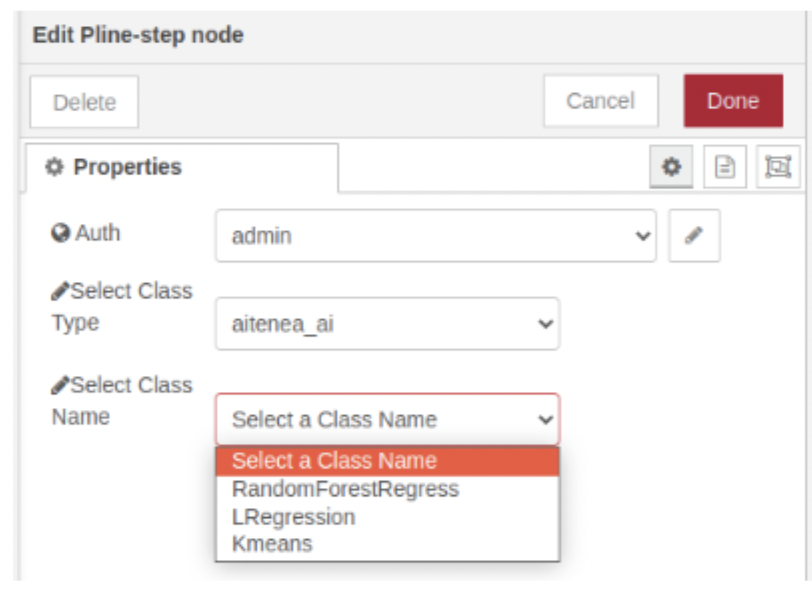 Edit Pline-step node
Delete
Cancel
Done
Properties
Auth
admin
Select Class
Type
aitenea_ai
Select Class
Name
Select a Class Name
Select a Class Name
RandomForestRegress
LRegression
Kmeans